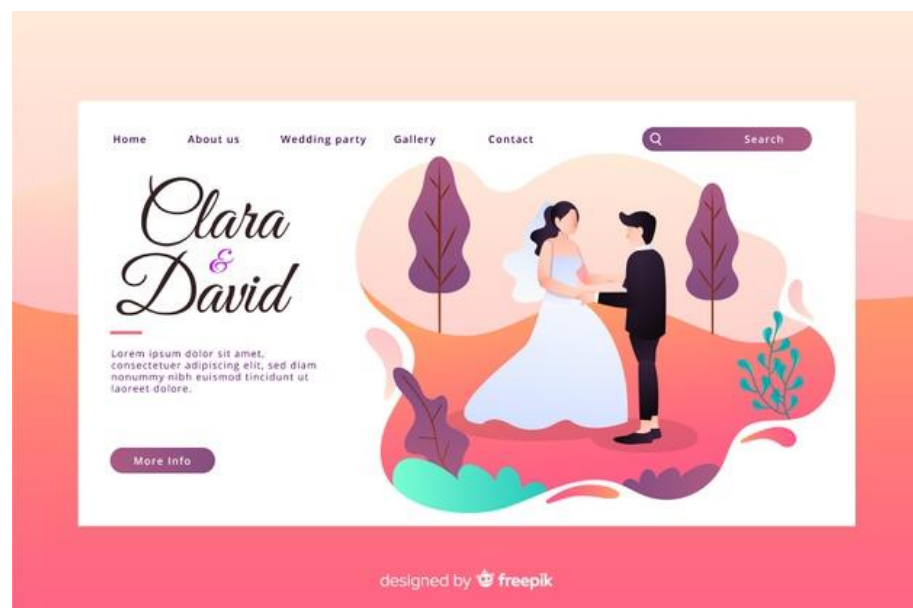 Home About us Wedding party Gallery Contact Search
Clara
&
David
Lorem ipsum dolor sit amet,
consectetuer adipiscing elit, sed diam
nonummy nibh euismod tincidunt ut
laoreet dolore.
More Info
designed by freepik